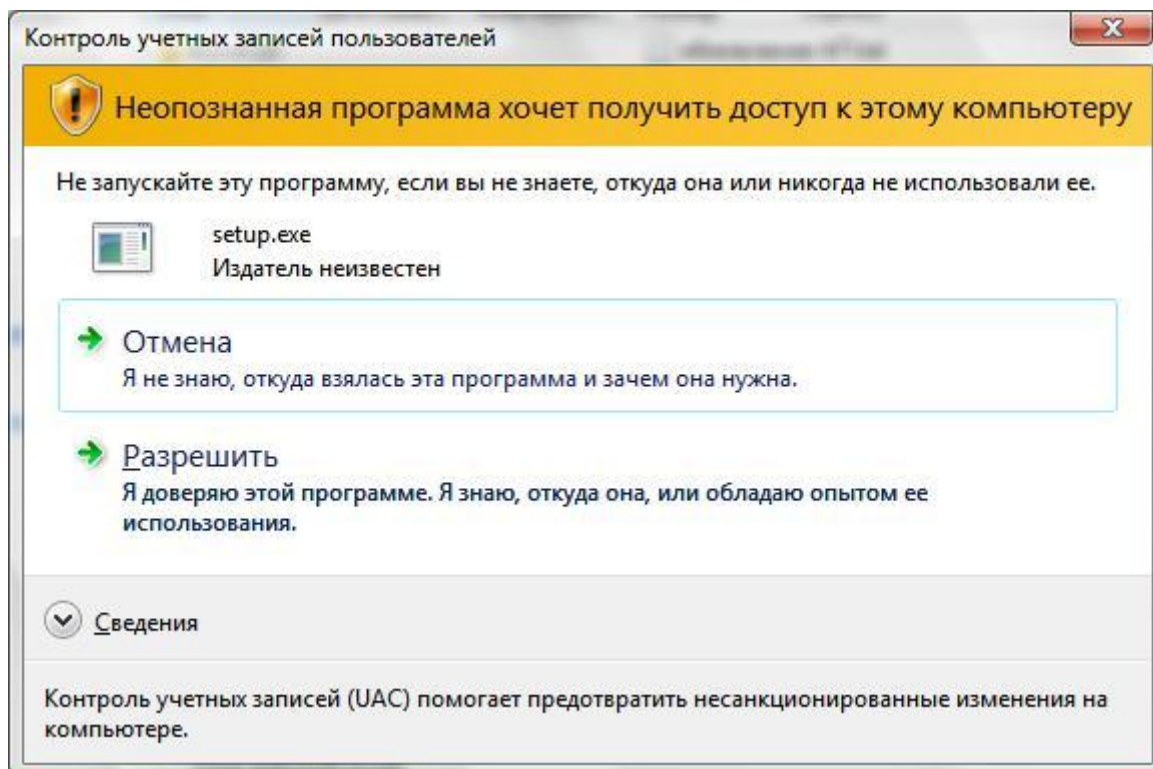 Контроль учетных записей пользователей
Неопознанная программа хочет получить доступ к этому компьютеру
Не запускайте эту программу, если вы не знаете, откуда она или никогда не использовали ее.
setup.exe
Издатель неизвестен
Отмена
Я не знаю, откуда взялась эта программа и зачем она нужна.
Разрешить
Я доверяю этой программе. Я знаю, откуда она, или обладаю опытом ее
использования.
Сведения
Контроль учетных записей (UAC) помогает предотвратить несанкционированные изменения на
компьютере.